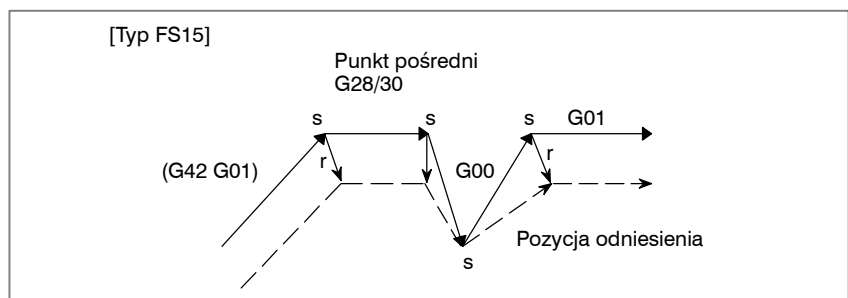 [Typ FS15]
Punkt pośredni
G28/30
s
s
s
G01
(G42 G01)
r
G00
r
Pozycja odniesienia
s